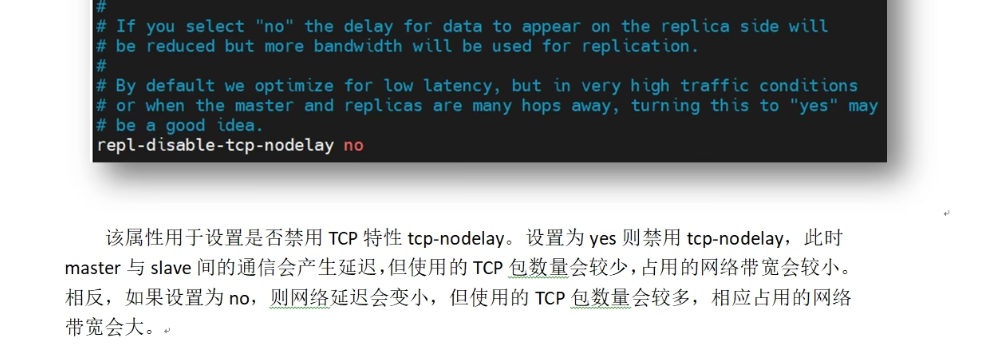 #
# If you select "no" the delay for data to appear on the replica side will
# be reduced but more bandwidth will be used for replication.
#
# By default we optimize for low latency, but in very high traffic conditions
# or when the master and replicas are many hops away, turning this to "yes" may
# be a good idea.
repl-disable-tcp-nodelay no
该属性用于设置是否禁用 TCP 特性 tcp-nodelay。设置为 yes 则禁用 tcp-nodelay，此时
master 与 slave 间的通信会产生延迟，但使用的 TCP 包数量会较少，占用的网络带宽会较小。
相反，如果设置为 no，则网络延迟会变小，但使用的 TCP 包数量会较多，相应占用的网络
带宽会大。